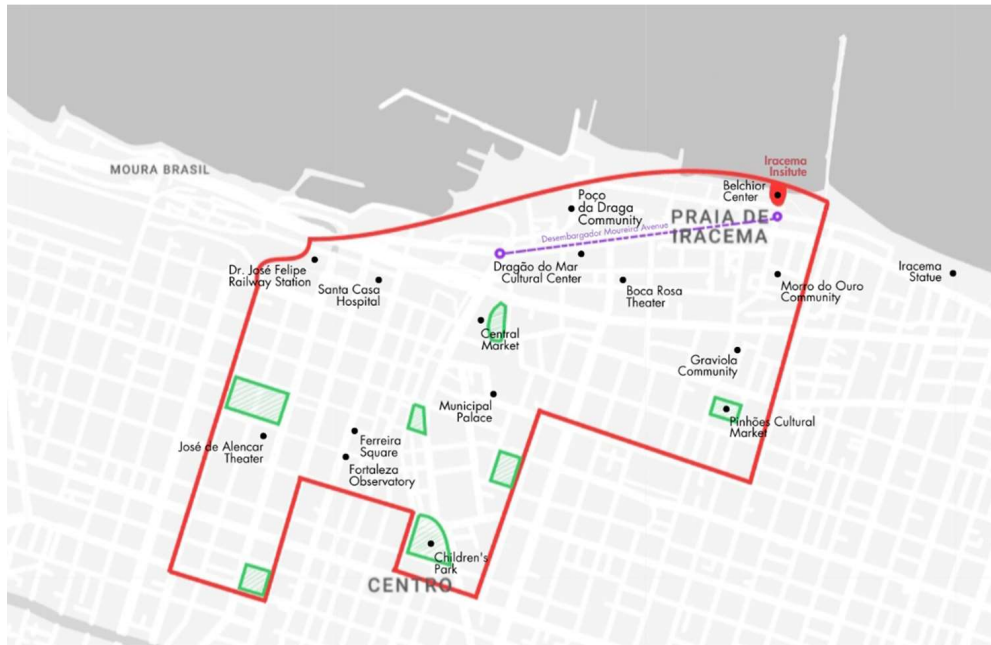 MOURA BRASIL
Iracema
Insitute
Belchior
Center
Poço
da Draga
Community
PRAIA DE
IRACEMA
Desembargador Moureira Avenue
Dragão do Mar
Cultural Center
Dr. José Felipe
Railway Station
Santa Casa
Hospital
Boca Rosa
Theater
Morro do Ouro
Community
Iracema
Statue
Central
Market
Graviola
Community
Municipal
Palace
Pinhões Cultural
Market
José de Alencar
Theater
Ferreira
Square
Fortaleza
Observatory
Children's
Park
CENTRO